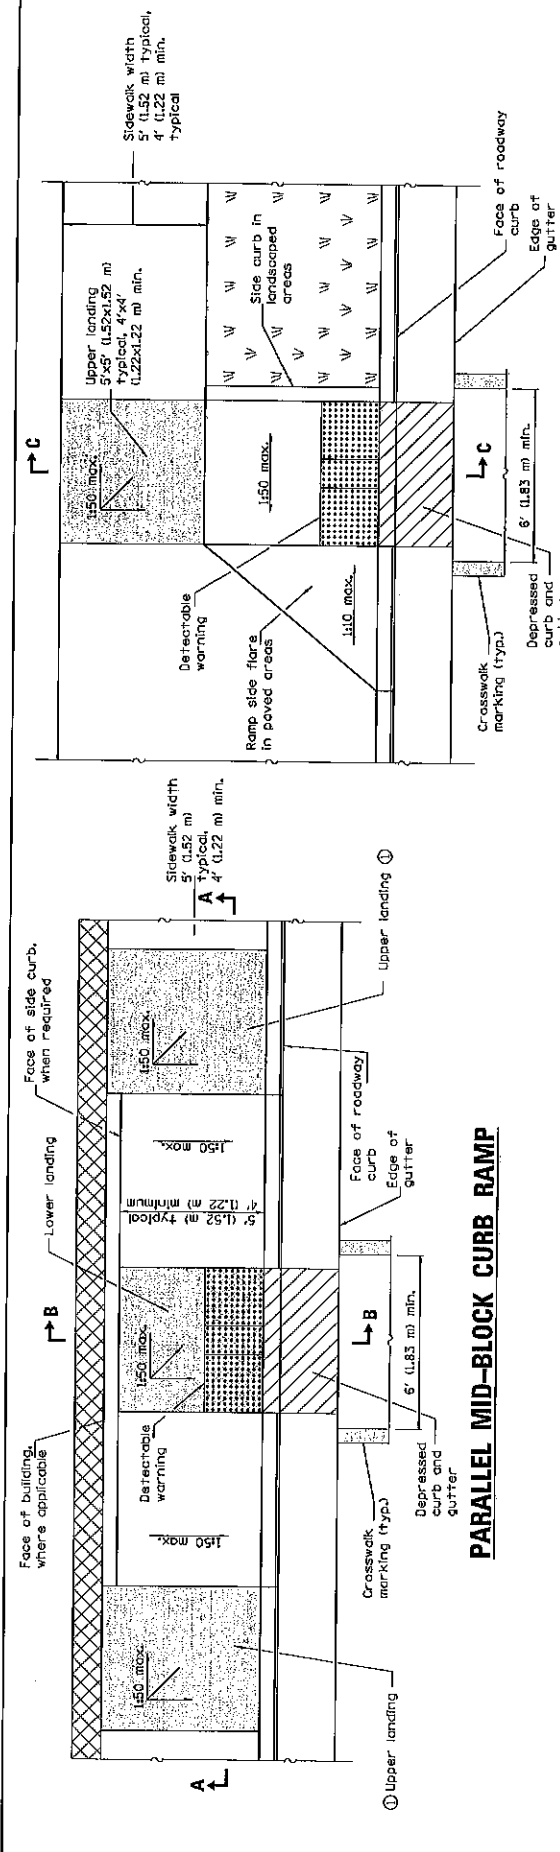 Face of building,
where applicable
Lower landing
Face of side curb,
when required
B
Sidewalk width
5' (1.52 m)
typical,
4' (1.22 m) min.
A
A
1:50 max.
1:50 max.
1:50 max.
1:50 max.
1:50 max.
5' (1.52 m) typical
4' (1.22 m) minimum
Detectable
warning
B
① Upper landing
Crosswalk
marking (typ.)
6' (1.83 m) min.
Depressed
curb and
gutter
Face of roadway
curb
Edge of
gutter
Upper landing ①
PARALLEL MID-BLOCK CURB RAMP
C
Upper landing
5'x5' (1.52x1.52 m)
typical, 4'x4'
(1.22x1.22 m) min.
Sidewalk width
5' (1.52 m) typical,
4' (1.22 m) min.
typical
1:50 max.
Detectable
warning
1:50 max.
Side curb in
landscaped
areas
Ramp side flare
in paved areas
1:10 max.
C
Crosswalk
marking (typ.)
6' (1.83 m) min.
Depressed
curb and
Face of roadway
curb
Edge of
gutter